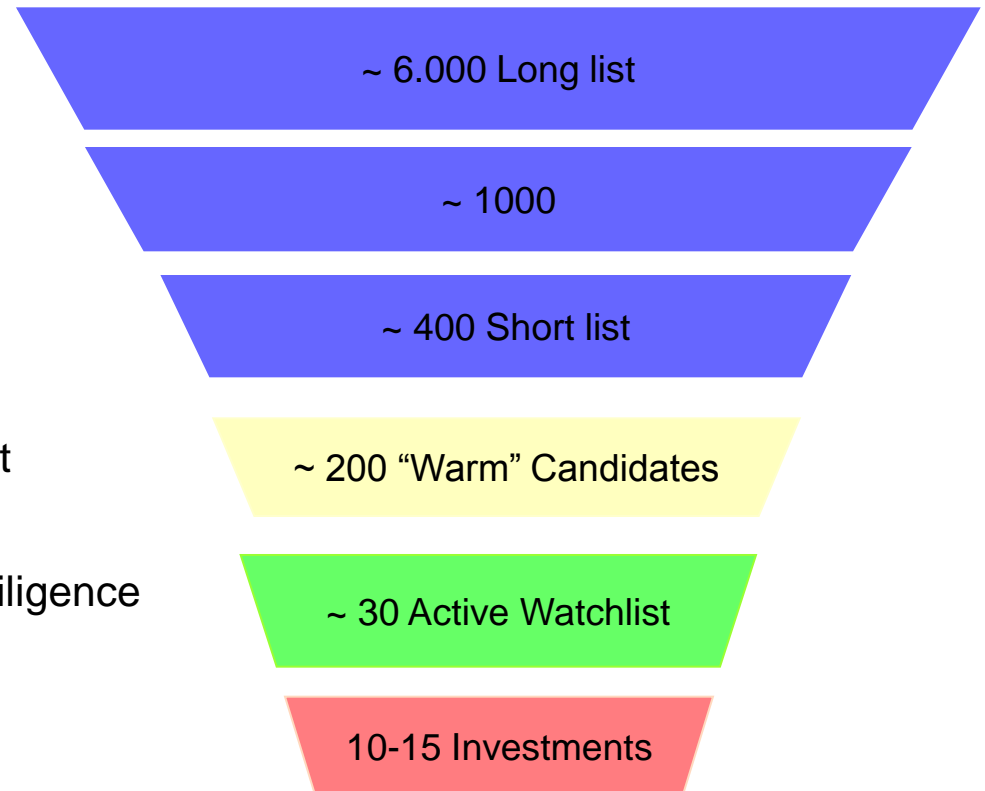 ~ 6.000 Long list
~ 1000
~ 400 Short list
~ 200 “Warm” Candidates
~ 30 Active Watchlist
10-15 Investments